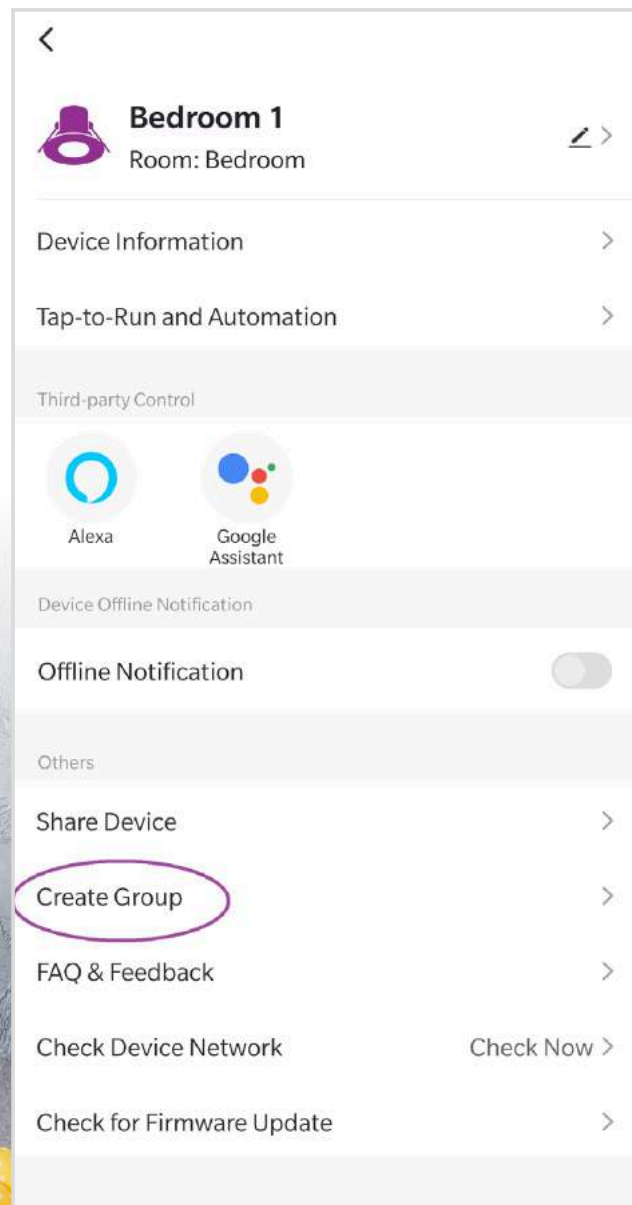 Bedroom 1
Room: Bedroom
Device Information
Tap-to-Run and Automation
Third-party Control
Alexa
Google
Assistant
Device Offline Notification
Offline Notification
Others
Share Device
Create Group
FAQ & Feedback
Check Device Network Check Now
Check for Firmware Update